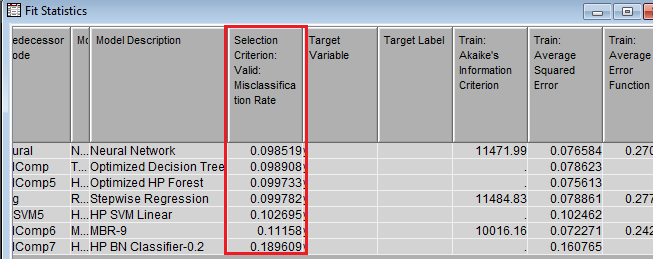 Fit Statistics
edecessor Mo Model Description Selection Target Target Label Train: Train: Train:
ode Criterion: Variable Akaike's Average Average
Valid: Information Squared Error
Misclassifica Criterion Error Function
tion Rate
ural N... Neural Network 0.098519 y 11471.99 0.076584 0.270
lComp T... Optimized Decision Tree 0.098908 y . 0.078623 .
lComp5 H... Optimized HP Forest 0.099733 y . 0.075613 .
g R... Stepwise Regression 0.099782 y 11484.83 0.078861 0.277
SVM5 H... HP SVM Linear 0.102695 y . 0.102462 .
lComp6 M... MBR-9 0.11158 y 10016.16 0.072271 0.242
lComp7 H... HP BN Classifier-0.2 0.189609 y . 0.160765 .